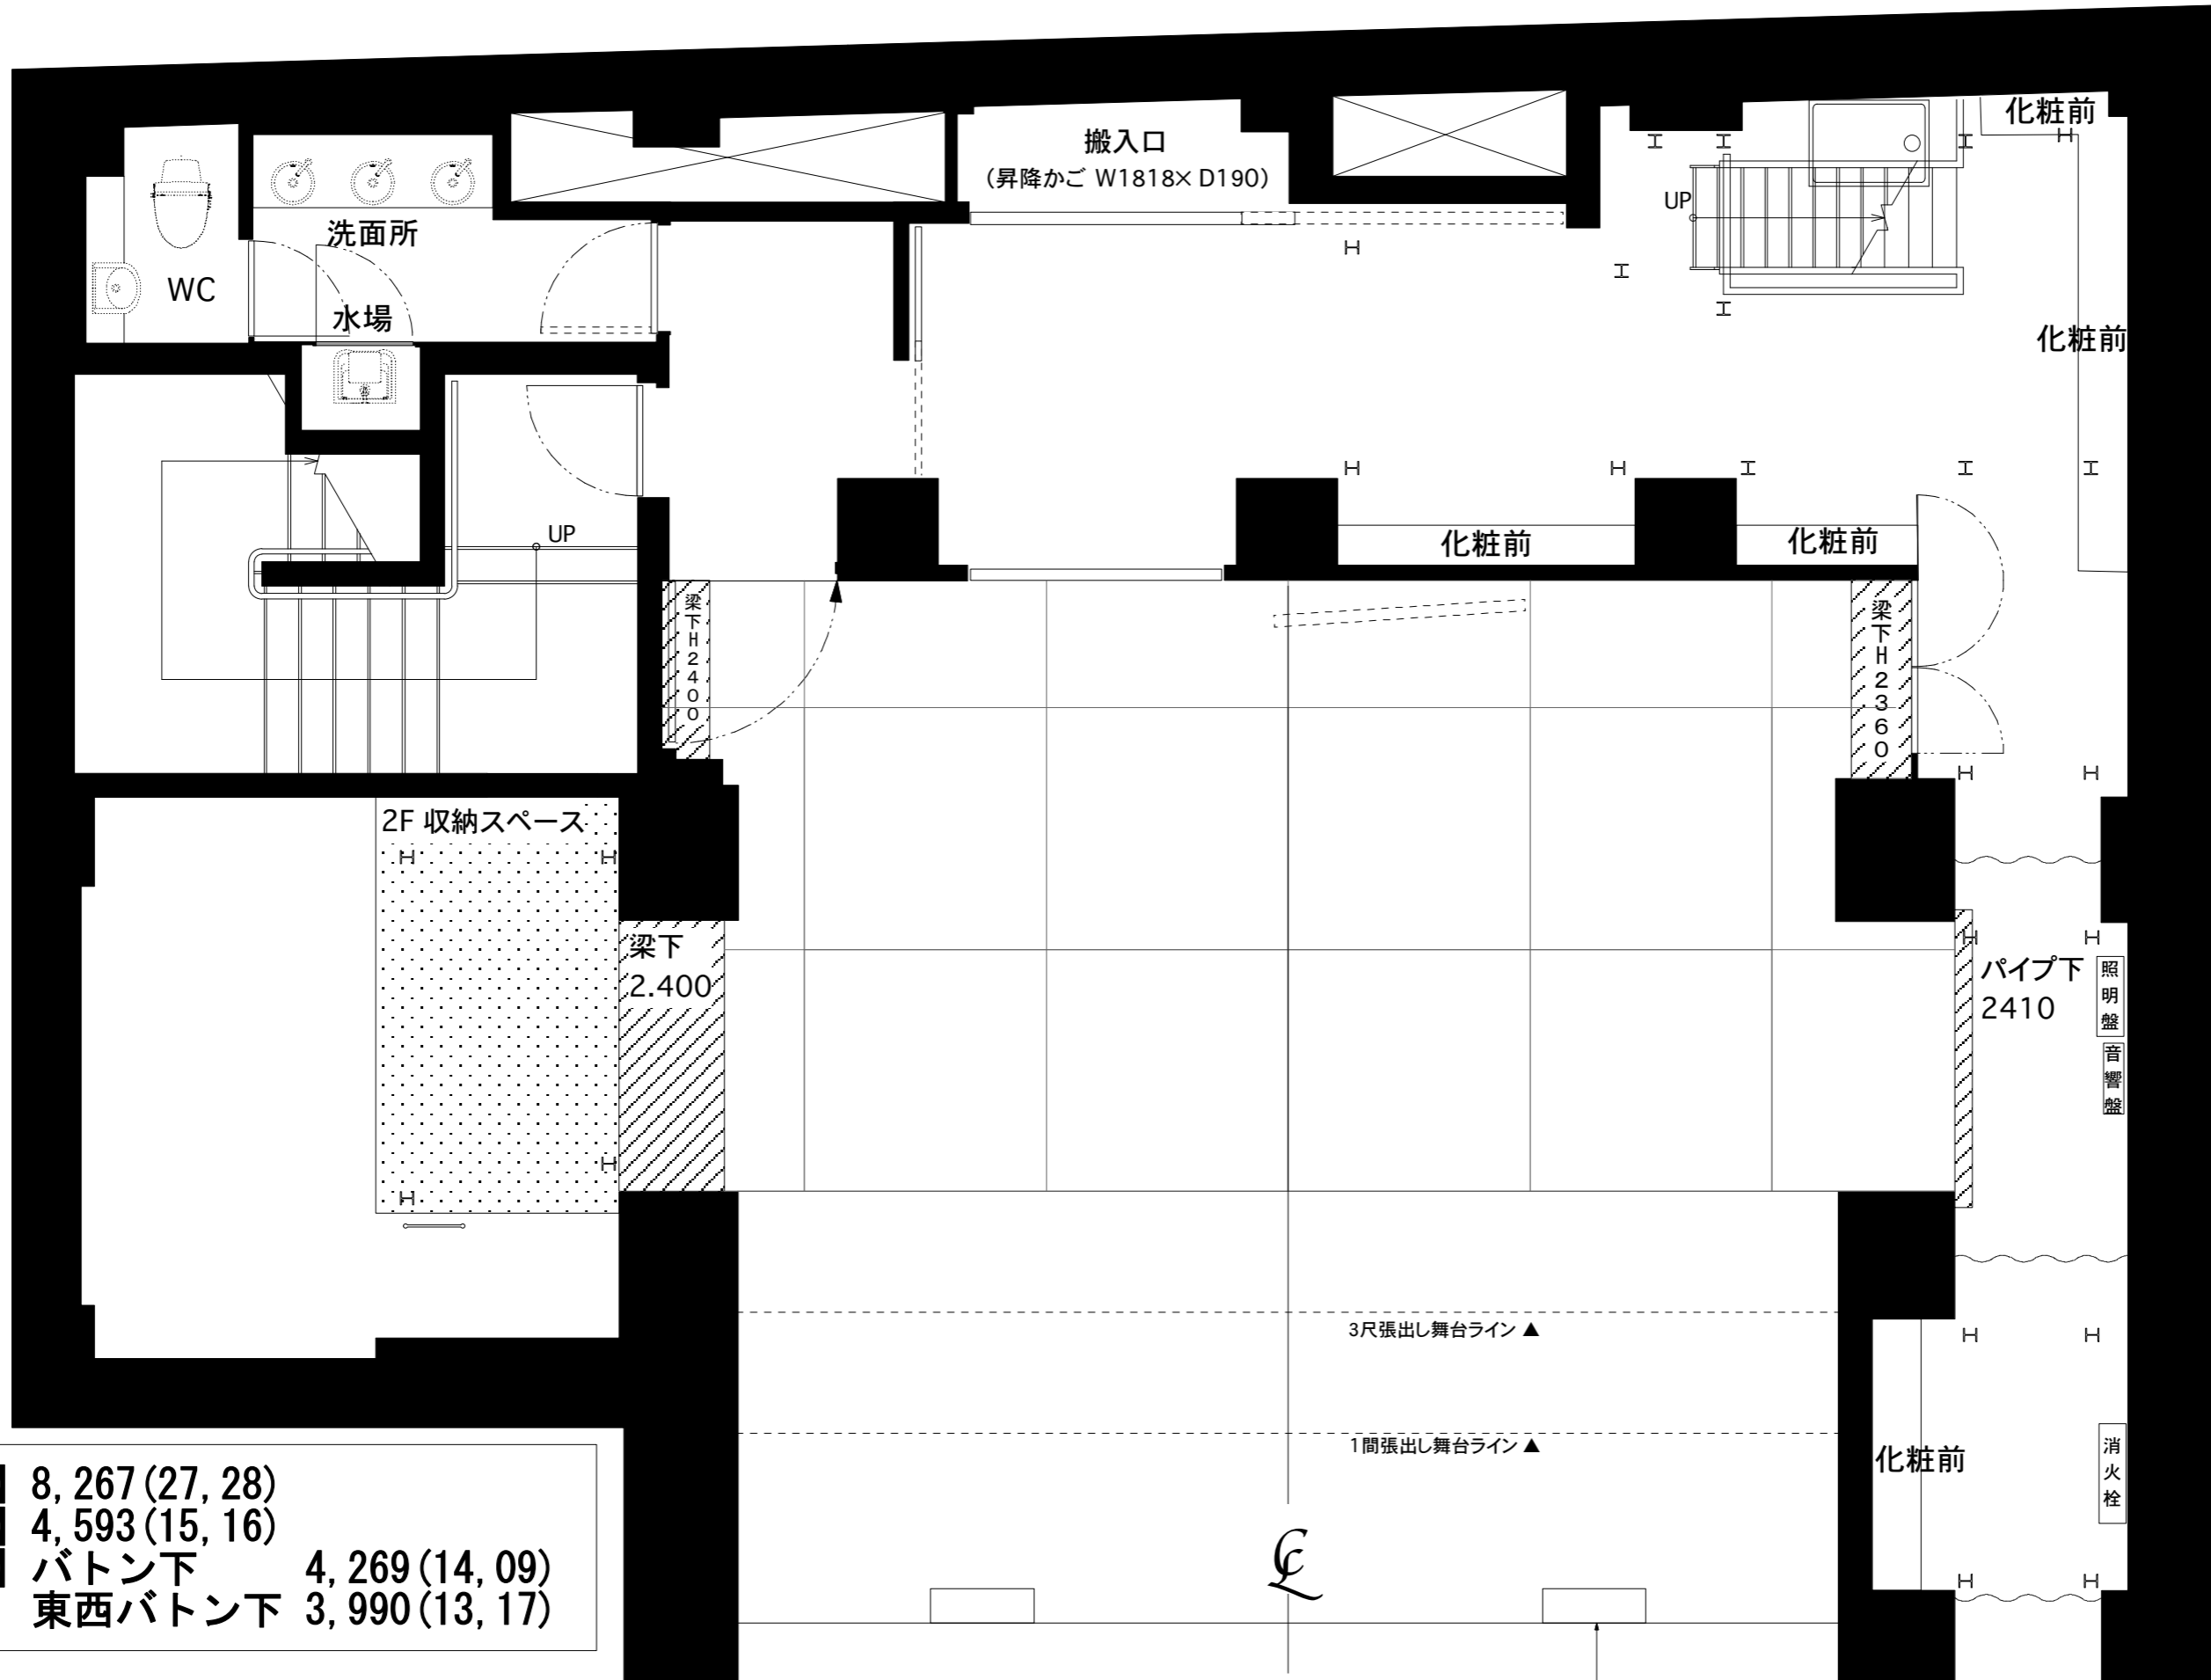 化粧前
搬入口
(昇降かご W1818×D190)
UP
洗面所
WC
水場
化粧前
UP
化粧前
化粧前
梁下H2400
梁下H2360
2F 収納スペース
梁下
2.400
パイプ下
2410
照明盤
音響盤
3尺張出し舞台ライン ▲
1間張出し舞台ライン ▲
化粧前
消火栓
CL
8,267(27,28)
4,593(15,16)
バトン下 4,269(14,09)
東西バトン下 3,990(13,17)